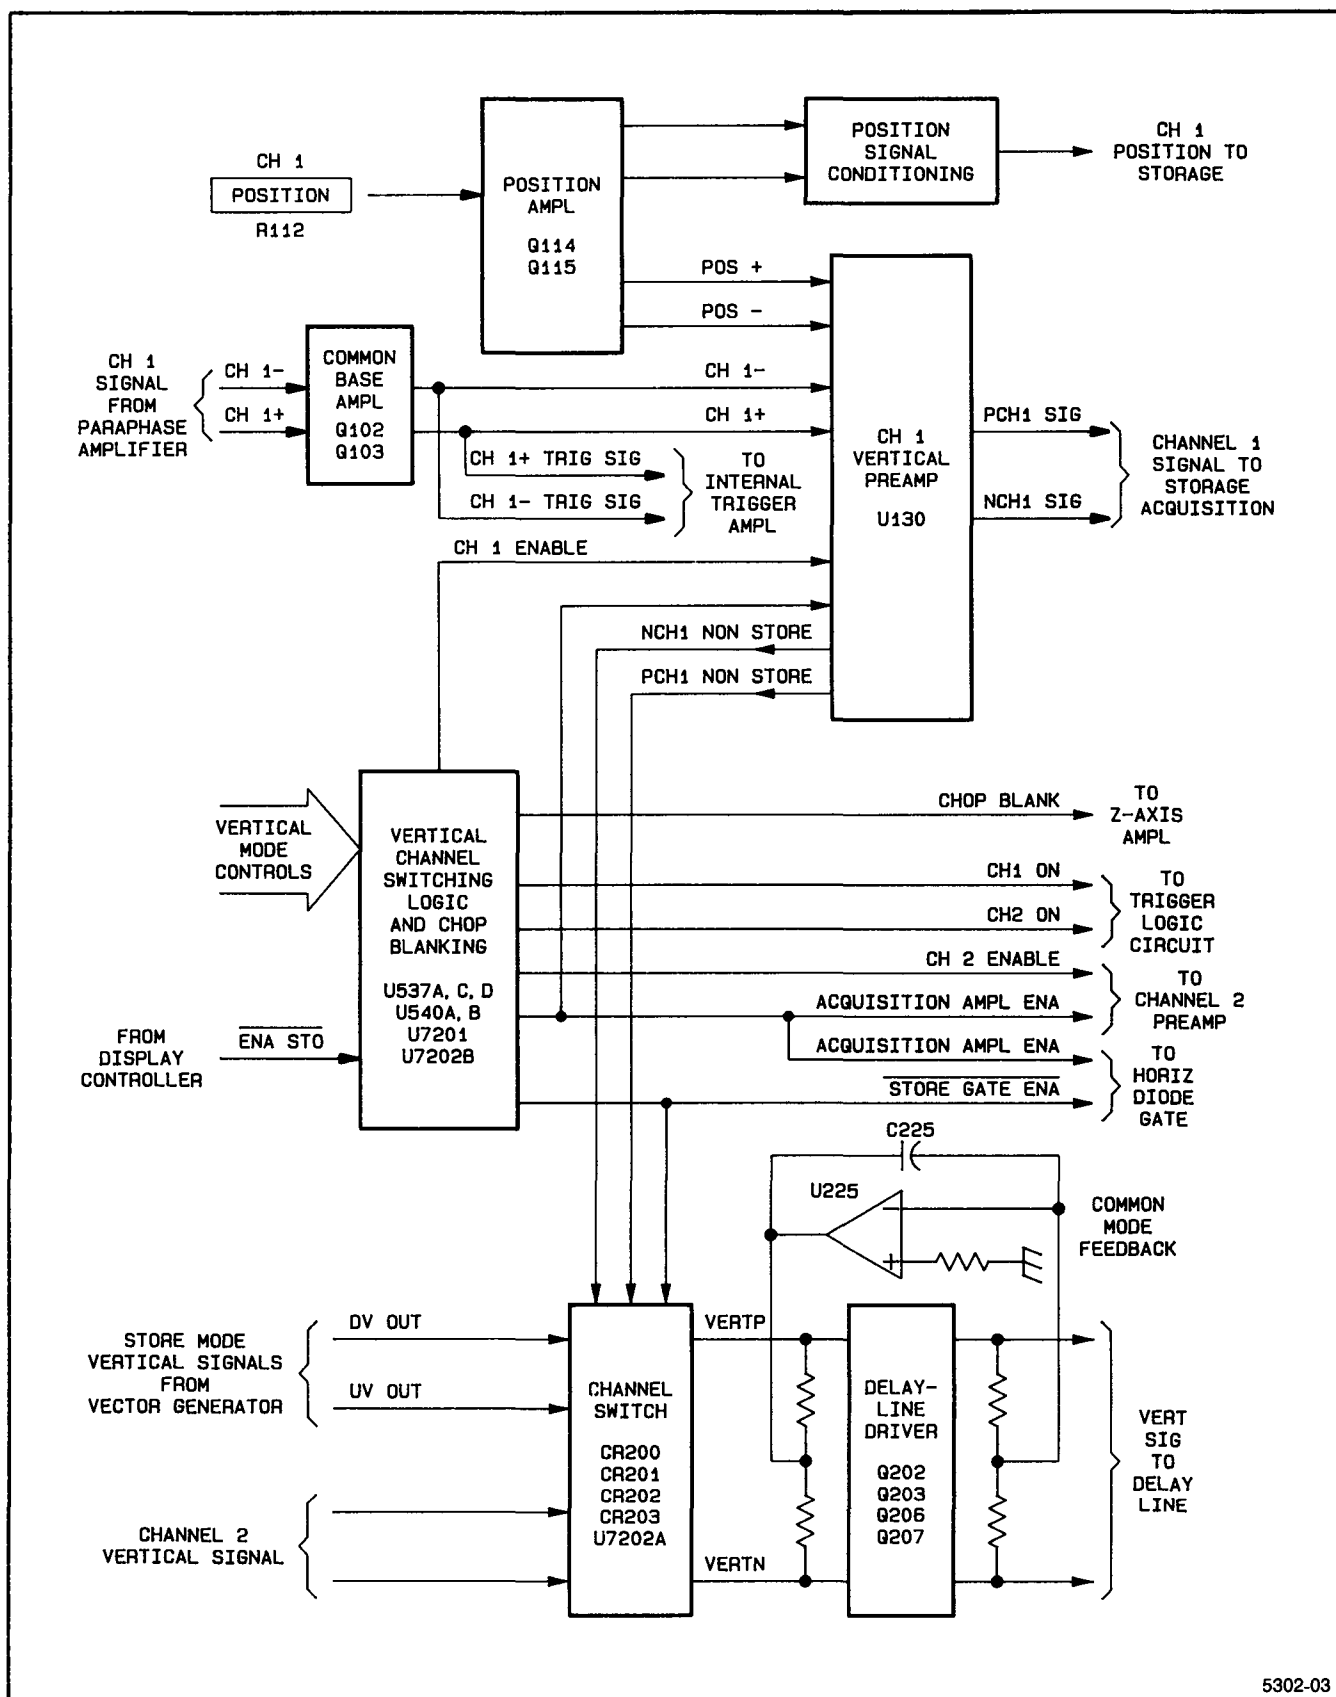 CH 1
POSITION
R112
POSITION
AMPL
Q114
Q115
POSITION
SIGNAL
CONDITIONING
CH 1
POSITION TO
STORAGE
POS +
POS -
CH 1
SIGNAL
FROM
PARAPHASE
AMPLIFIER
CH 1-
CH 1+
COMMON
BASE
AMPL
Q102
Q103
CH 1-
CH 1+
CH 1+ TRIG SIG
CH 1- TRIG SIG
TO
INTERNAL
TRIGGER
AMPL
CH 1
VERTICAL
PREAMP
U130
PCH1 SIG
NCH1 SIG
CHANNEL 1
SIGNAL TO
STORAGE
ACQUISITION
CH 1 ENABLE
NCH1 NON STORE
PCH1 NON STORE
VERTICAL
MODE
CONTROLS
VERTICAL
CHANNEL
SWITCHING
LOGIC
AND CHOP
BLANKING
U537A, C, D
U540A, B
U7201
U7202B
FROM
DISPLAY
CONTROLLER
ENA STO
CHOP BLANK
TO
Z-AXIS
AMPL
CH1 ON
CH2 ON
TO
TRIGGER
LOGIC
CIRCUIT
CH 2 ENABLE
ACQUISITION AMPL ENA
TO
CHANNEL 2
PREAMP
ACQUISITION AMPL ENA
STORE GATE ENA
TO
HORIZ
DIODE
GATE
C225
U225
-
+
COMMON
MODE
FEEDBACK
STORE MODE
VERTICAL SIGNALS
FROM
VECTOR GENERATOR
DV OUT
UV OUT
CHANNEL 2
VERTICAL SIGNAL
CHANNEL
SWITCH
CR200
CR201
CR202
CR203
U7202A
VERTP
VERTN
DELAY-
LINE
DRIVER
Q202
Q203
Q206
Q207
VERT
SIG
TO
DELAY
LINE
5302-03